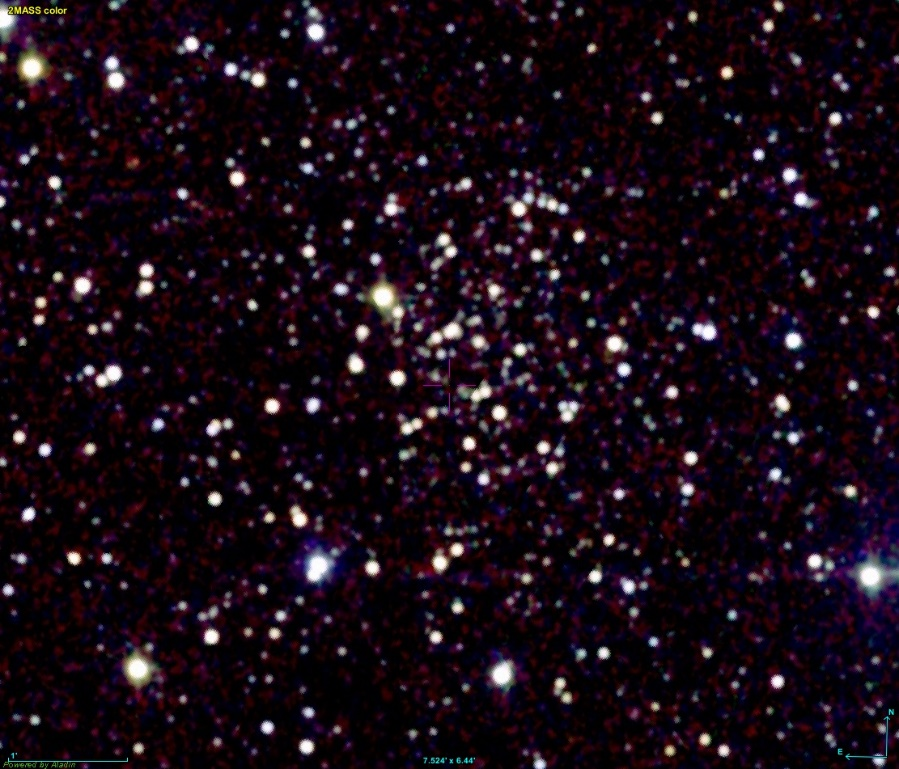 2MASS color
N
E
1'
7.524' x 6.44'
Powered by Aladin